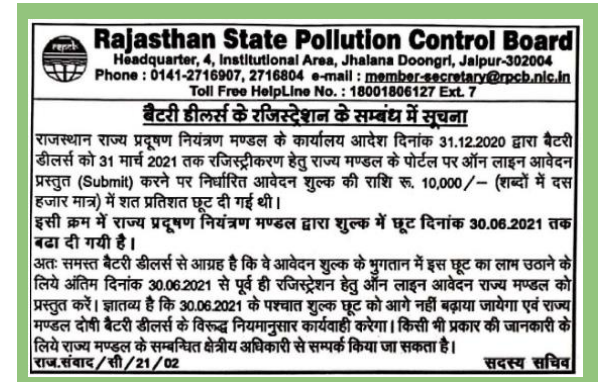 Rajasthan State Pollution Control Board
Headquarter, 4, Institutional Area, Jhalana Doongri, Jaipur-302004
Phone : 0141-2716907, 2716804 e-mail : member-secretary@rpcb.nic.in
Toll Free HelpLine No. : 18001806127 Ext. 7
बैटरी डीलर्स के रजिस्ट्रेशन के सम्बंध में सूचना
राजस्थान राज्य प्रदूषण नियंत्रण मण्डल के कार्यालय आदेश दिनांक 31.12.2020 द्वारा बैटरी
डीलर्स को 31 मार्च 2021 तक रजिस्ट्रीकरण हेतु राज्य मण्डल के पोर्टल पर ऑन लाइन आवेदन
प्रस्तुत (Submit) करने पर निर्धारित आवेदन शुल्क की राशि रू. 10,000/– (शब्दों में दस
हजार मात्र) में शत प्रतिशत छूट दी गई थी।
इसी क्रम में राज्य प्रदूषण नियंत्रण मण्डल द्वारा शुल्क में छूट दिनांक 30.06.2021 तक
बढा दी गयी है।
अतः समस्त बैटरी डीलर्स से आग्रह है कि वे आवेदन शुल्क के भुगतान में इस छूट का लाभ उठाने के
लिये अंतिम दिनांक 30.06.2021 से पूर्व ही रजिस्ट्रेशन हेतु ऑन लाइन आवेदन राज्य मण्डल को
प्रस्तुत करें। ज्ञातव्य है कि 30.06.2021 के पश्चात शुल्क छूट को आगे नहीं बढ़ाया जायेगा एवं राज्य
मण्डल दोषी बैटरी डीलर्स के विरूद्ध नियमानुसार कार्यवाही करेगा। किसी भी प्रकार की जानकारी के
लिये राज्य मण्डल के सम्बन्धित क्षेत्रीय अधिकारी से सम्पर्क किया जा सकता है।
राज.संवाद/सी/21/02 सदस्य सचिव